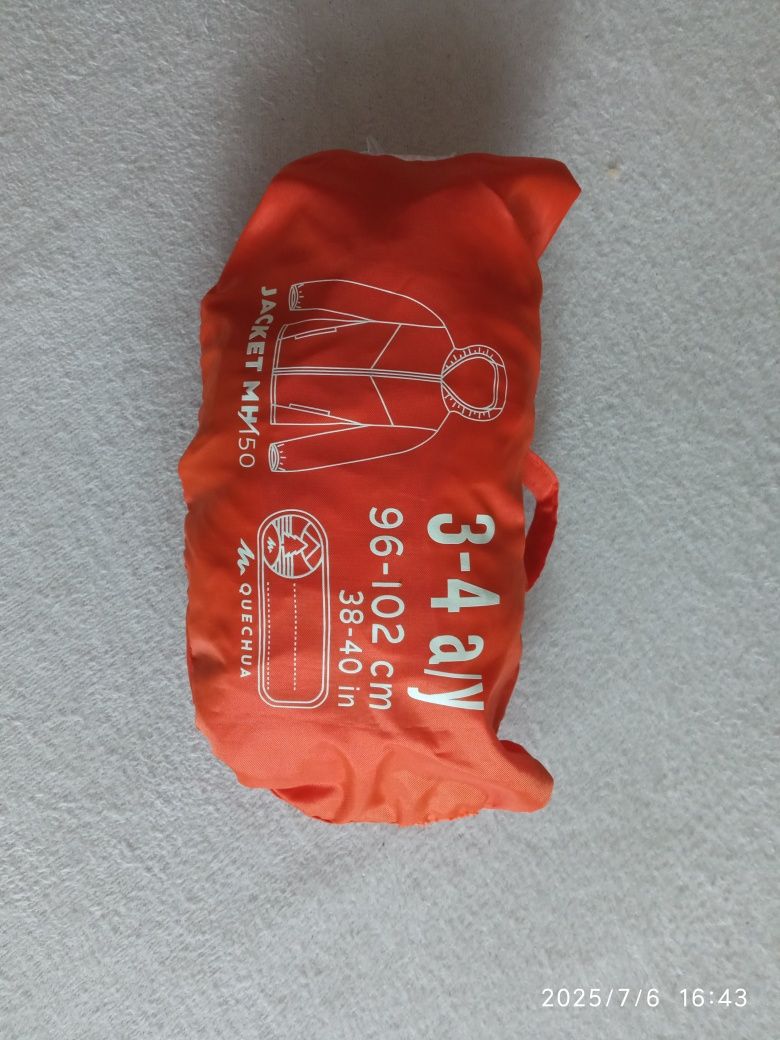 3-4 a/y
96-102 cm
38-40 in
JACKET MH150
QUECHUA
2025/7/6 16:43